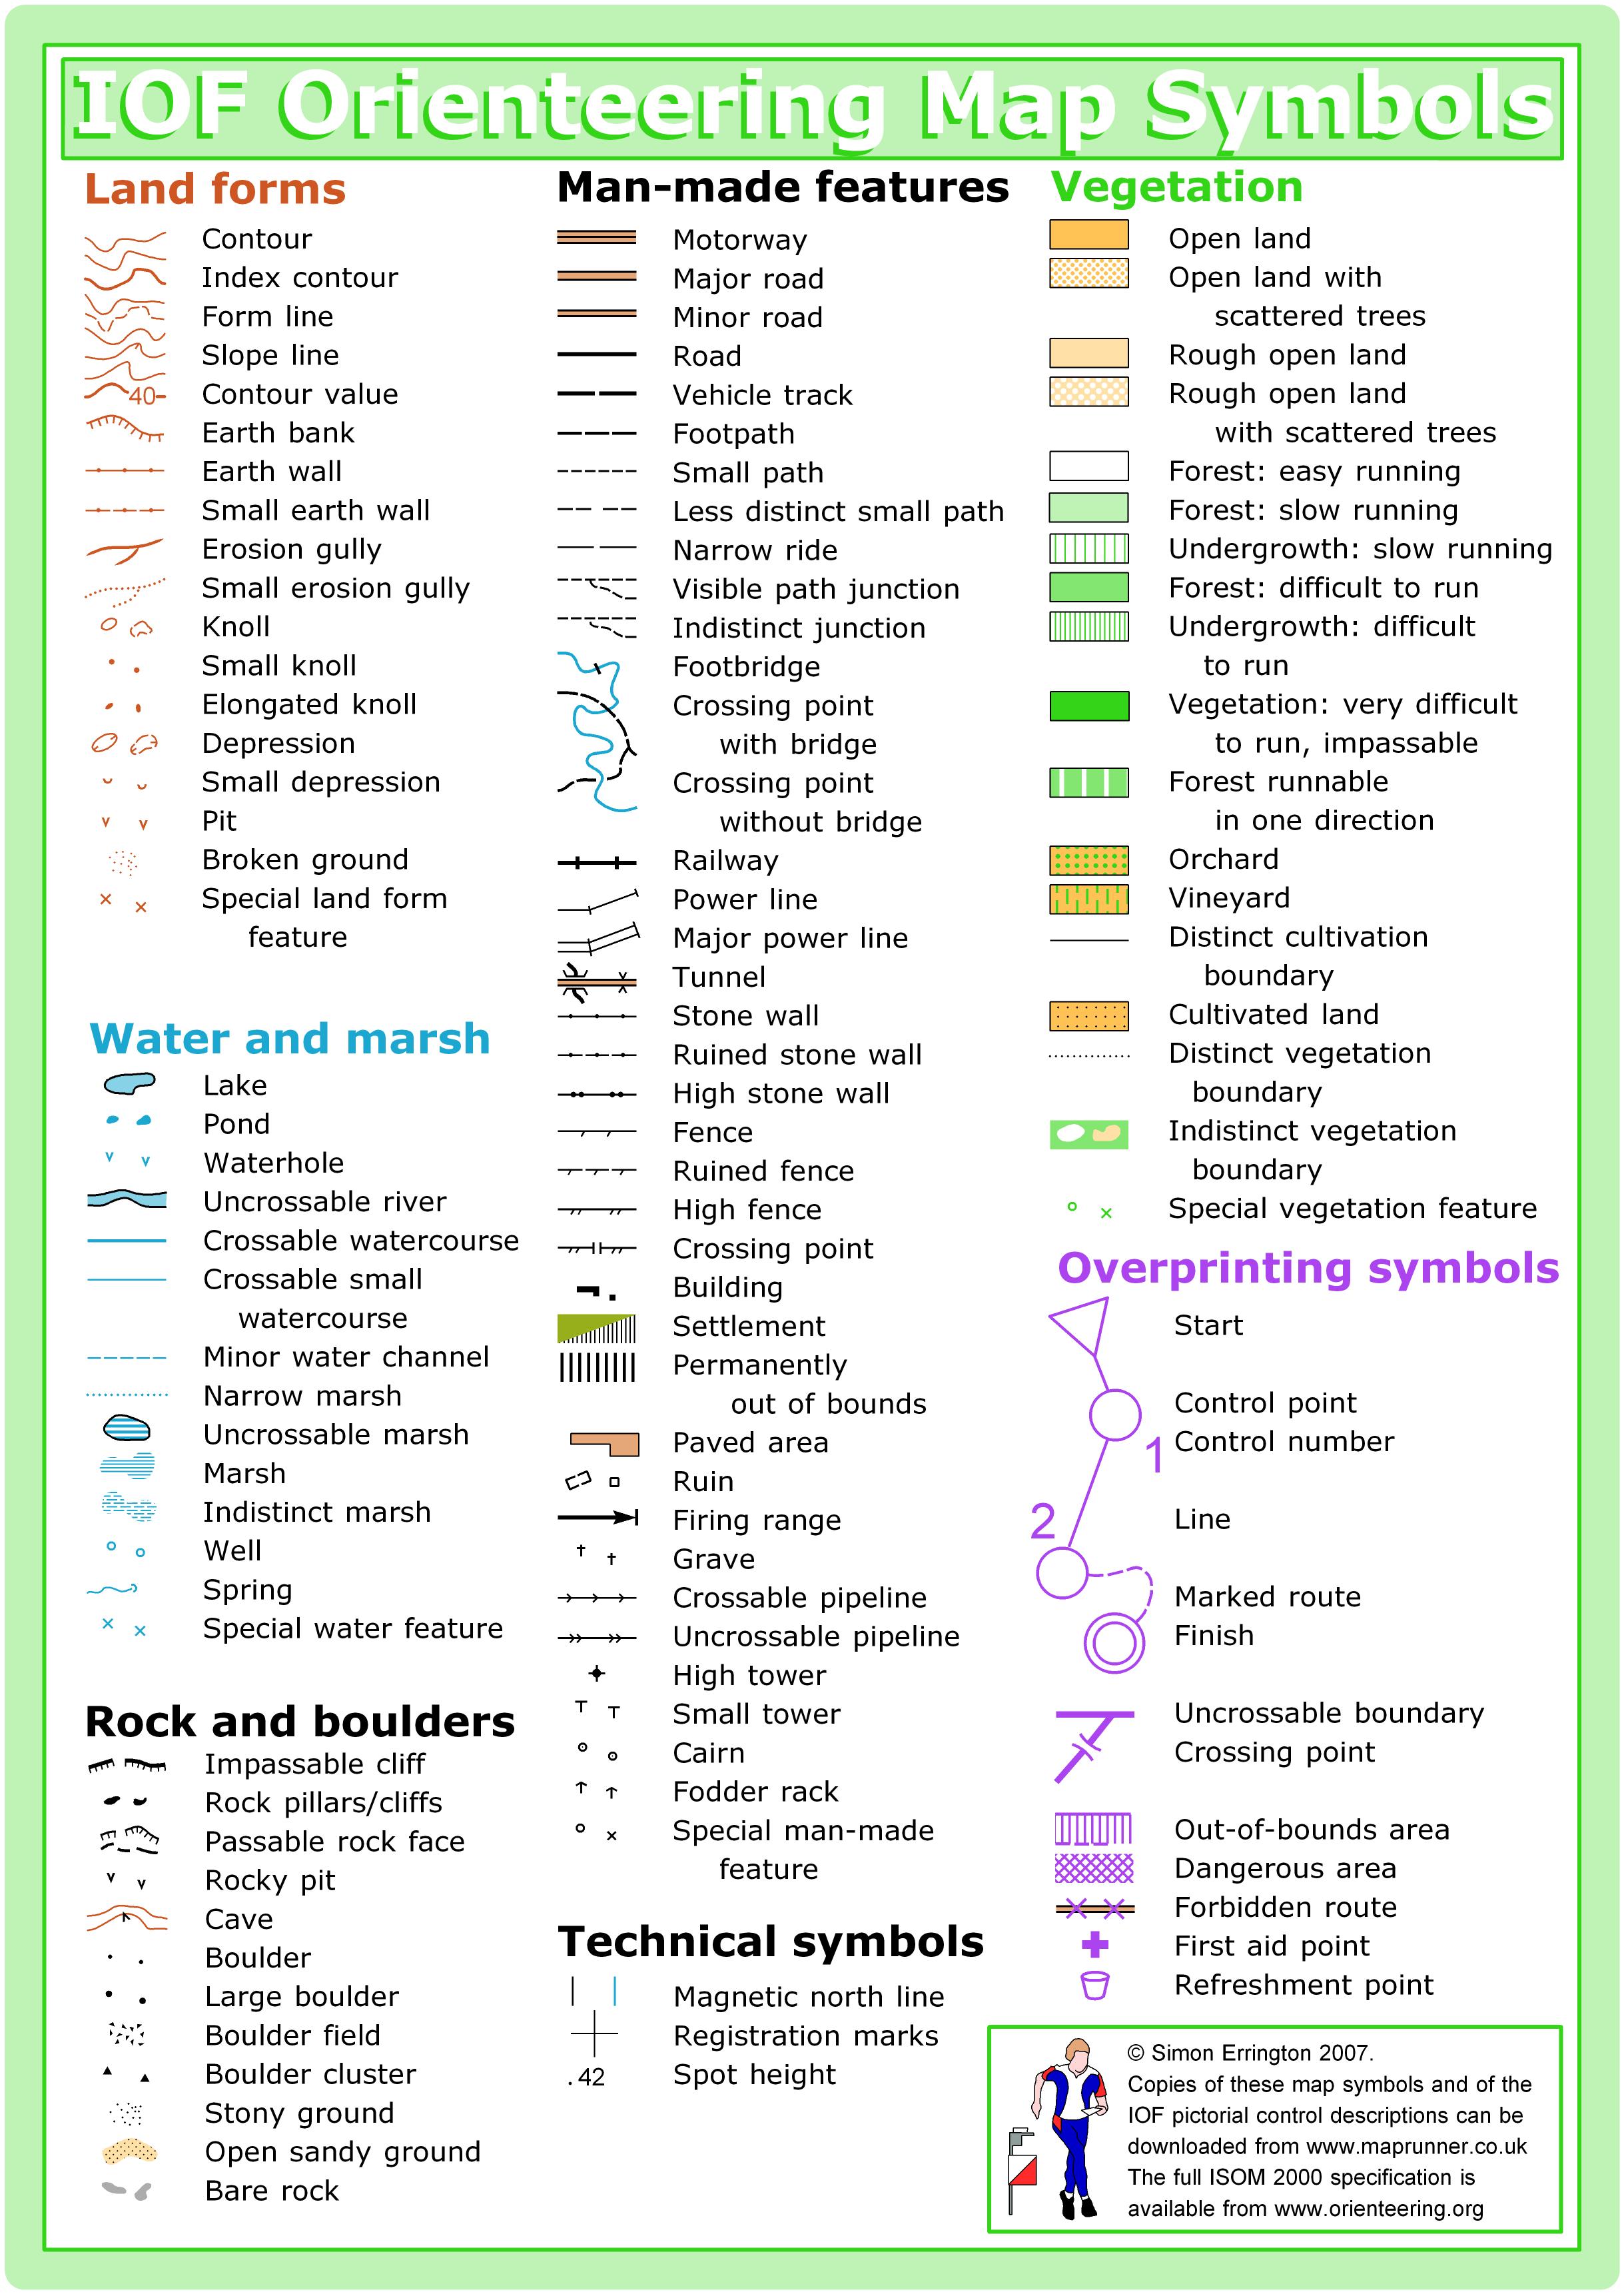 IOF Orienteering Map Symbols
Land forms
Contour
Index contour
Form line
Slope line
40
Contour value
Earth bank
Earth wall
Small earth wall
Erosion gully
Small erosion gully
Knoll
Small knoll
Elongated knoll
Depression
Small depression
Pit
Broken ground
Special land form
feature
Water and marsh
Lake
Pond
Waterhole
Uncrossable river
Crossable watercourse
Crossable small
watercourse
Minor water channel
Narrow marsh
Uncrossable marsh
Marsh
Indistinct marsh
Well
Spring
Special water feature
Rock and boulders
Impassable cliff
Rock pillars/cliffs
Passable rock face
Rocky pit
Cave
Boulder
Large boulder
Boulder field
Boulder cluster
Stony ground
Open sandy ground
Bare rock
Man-made features
Motorway
Major road
Minor road
Road
Vehicle track
Footpath
Small path
Less distinct small path
Narrow ride
Visible path junction
Indistinct junction
Footbridge
Crossing point
with bridge
Crossing point
without bridge
Railway
Power line
Major power line
Tunnel
Stone wall
Ruined stone wall
High stone wall
Fence
Ruined fence
High fence
Crossing point
Building
Settlement
Permanently
out of bounds
Paved area
Ruin
Firing range
Grave
Crossable pipeline
Uncrossable pipeline
High tower
Small tower
Cairn
Fodder rack
Special man-made
feature
Technical symbols
Magnetic north line
Registration marks
.42 Spot height
Vegetation
Open land
Open land with
scattered trees
Rough open land
Rough open land
with scattered trees
Forest: easy running
Forest: slow running
Undergrowth: slow running
Forest: difficult to run
Undergrowth: difficult
to run
Vegetation: very difficult
to run, impassable
Forest runnable
in one direction
Orchard
Vineyard
Distinct cultivation
boundary
Cultivated land
Distinct vegetation
boundary
Indistinct vegetation
boundary
Special vegetation feature
Overprinting symbols
Start
Control point
1 Control number
2 Line
Marked route
Finish
Uncrossable boundary
Crossing point
Out-of-bounds area
Dangerous area
Forbidden route
First aid point
Refreshment point
© Simon Errington 2007.
Copies of these map symbols and of the
IOF pictorial control descriptions can be
downloaded from www.maprunner.co.uk
The full ISOM 2000 specification is
available from www.orienteering.org